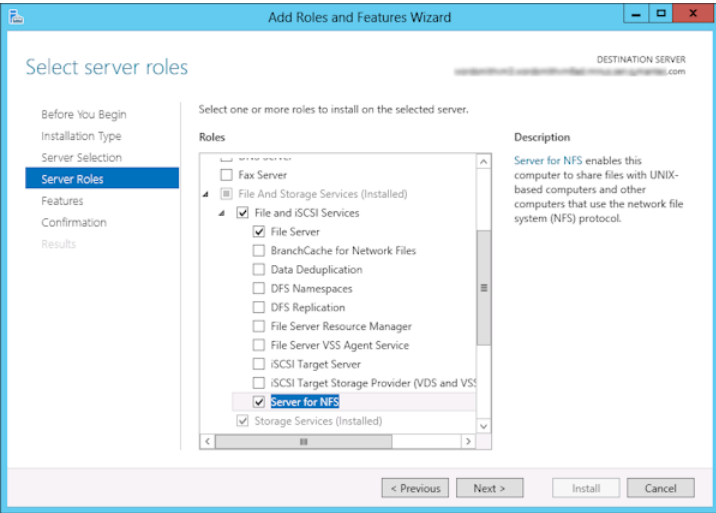 Add Roles and Features Wizard
Select server roles
DESTINATION SERVER
.com
Before You Begin
Installation Type
Server Selection
Server Roles
Features
Confirmation
Results
Select one or more roles to install on the selected server.
Roles
Fax Server
File And Storage Services (Installed)
File and iSCSI Services
File Server
BranchCache for Network Files
Data Deduplication
DFS Namespaces
DFS Replication
File Server Resource Manager
File Server VSS Agent Service
iSCSI Target Server
iSCSI Target Storage Provider (VDS and VSS
Server for NFS
Storage Services (Installed)
Description
Server for NFS enables this
computer to share files with UNIX-
based computers and other
computers that use the network file
system (NFS) protocol.
< Previous
Next >
Install
Cancel